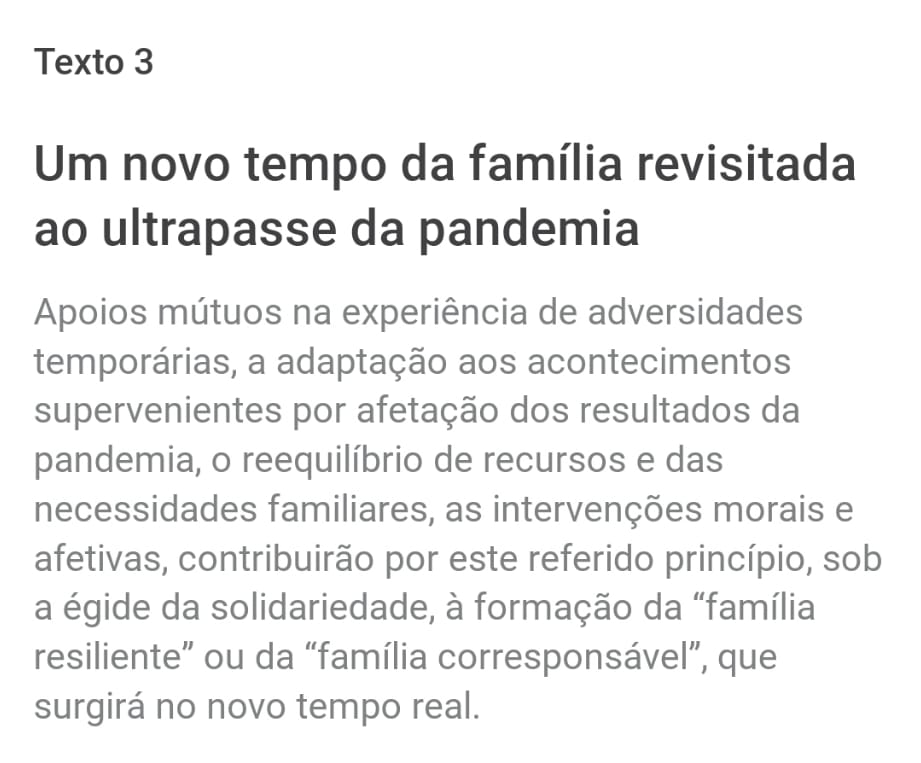 Texto 3
Um novo tempo da família revisitada
ao ultrapasse da pandemia
Apoios mútuos na experiência de adversidades
temporárias, a adaptação aos acontecimentos
supervenientes por afetação dos resultados da
pandemia, o reequilíbrio de recursos e das
necessidades familiares, as intervenções morais e
afetivas, contribuirão por este referido princípio, sob
a égide da solidariedade, à formação da “família
resiliente” ou da “família corresponsável”, que
surgirá no novo tempo real.